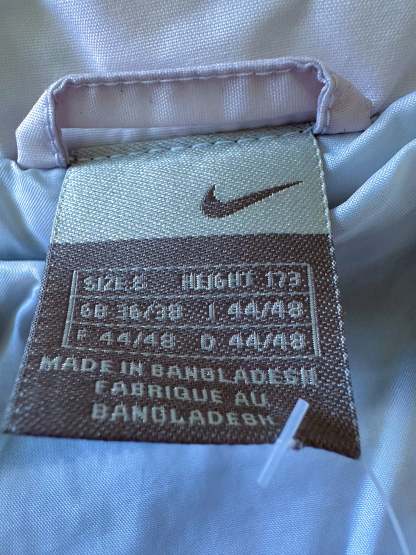 SIZE S HEIGHT 173
GB 36/38 I 44/48
E 44/48 D 44/48
MADE IN BANGLADESH
FABRIQUE AU
BANGLADESH